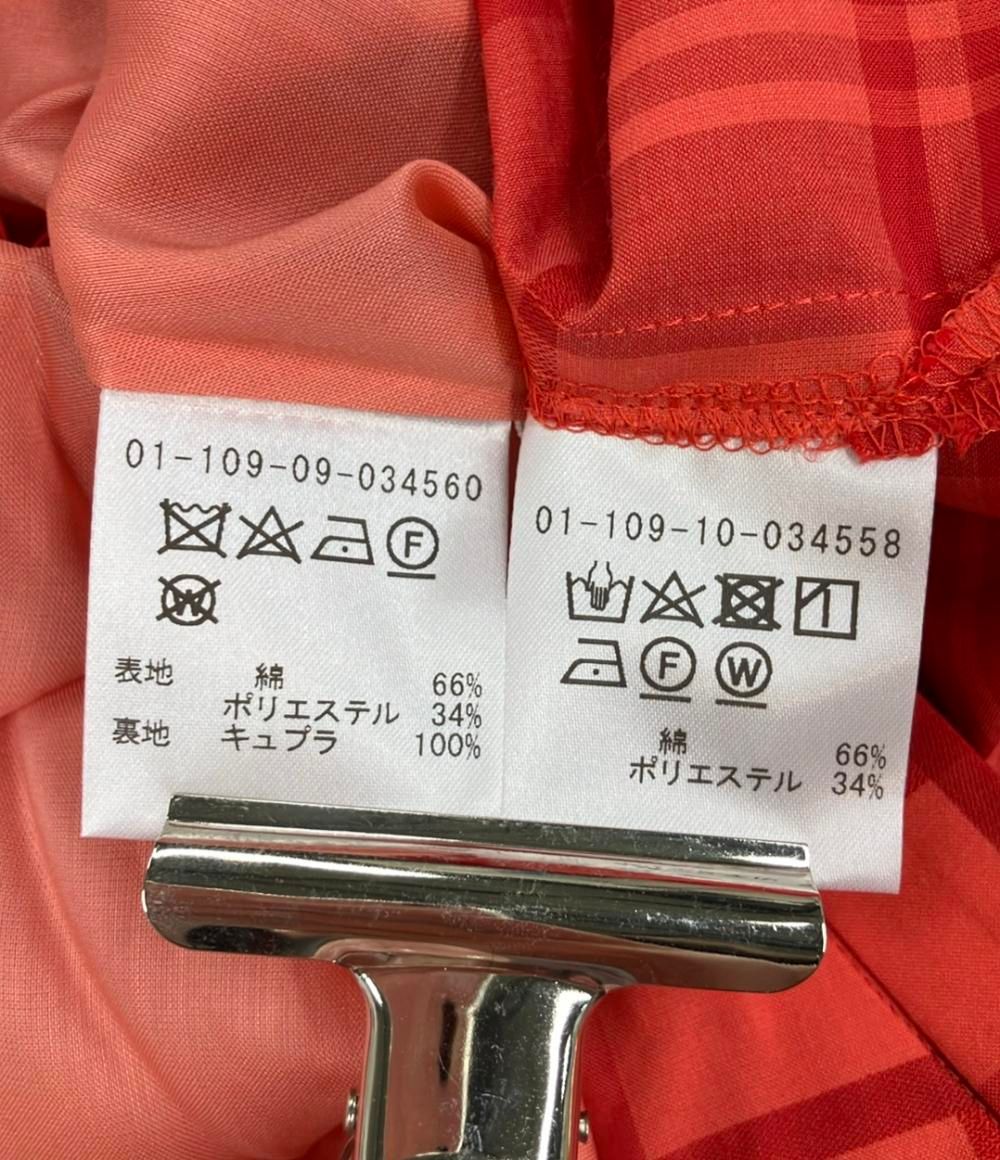 01-109-09-034560
F
W
表地 綿 66%
ポリエステル 34%
裏地 キュプラ 100%
01-109-10-034558
F W
綿 66%
ポリエステル 34%